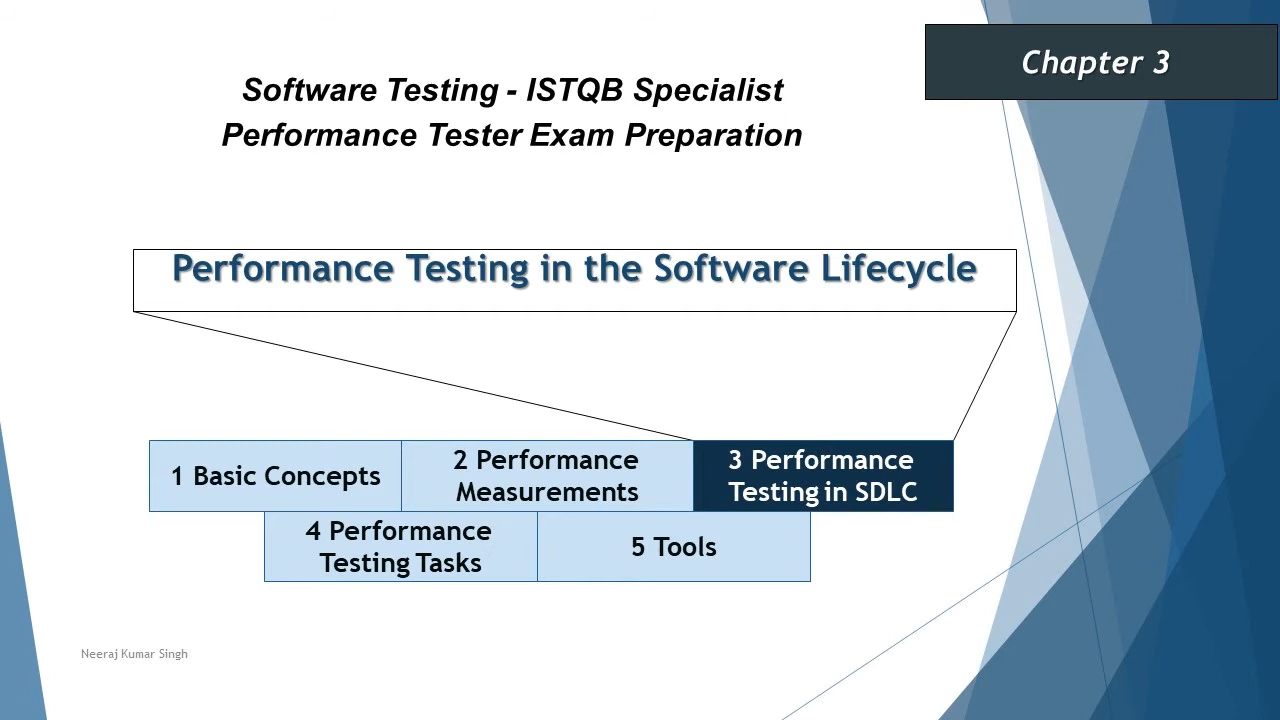 Chapter 3
Software Testing - ISTQB Specialist
Performance Tester Exam Preparation
Performance Testing in the Software Lifecycle
1 Basic Concepts
2 Performance
Measurements
3 Performance
Testing in SDLC
4 Performance
Testing Tasks
5 Tools
Neeraj Kumar Singh